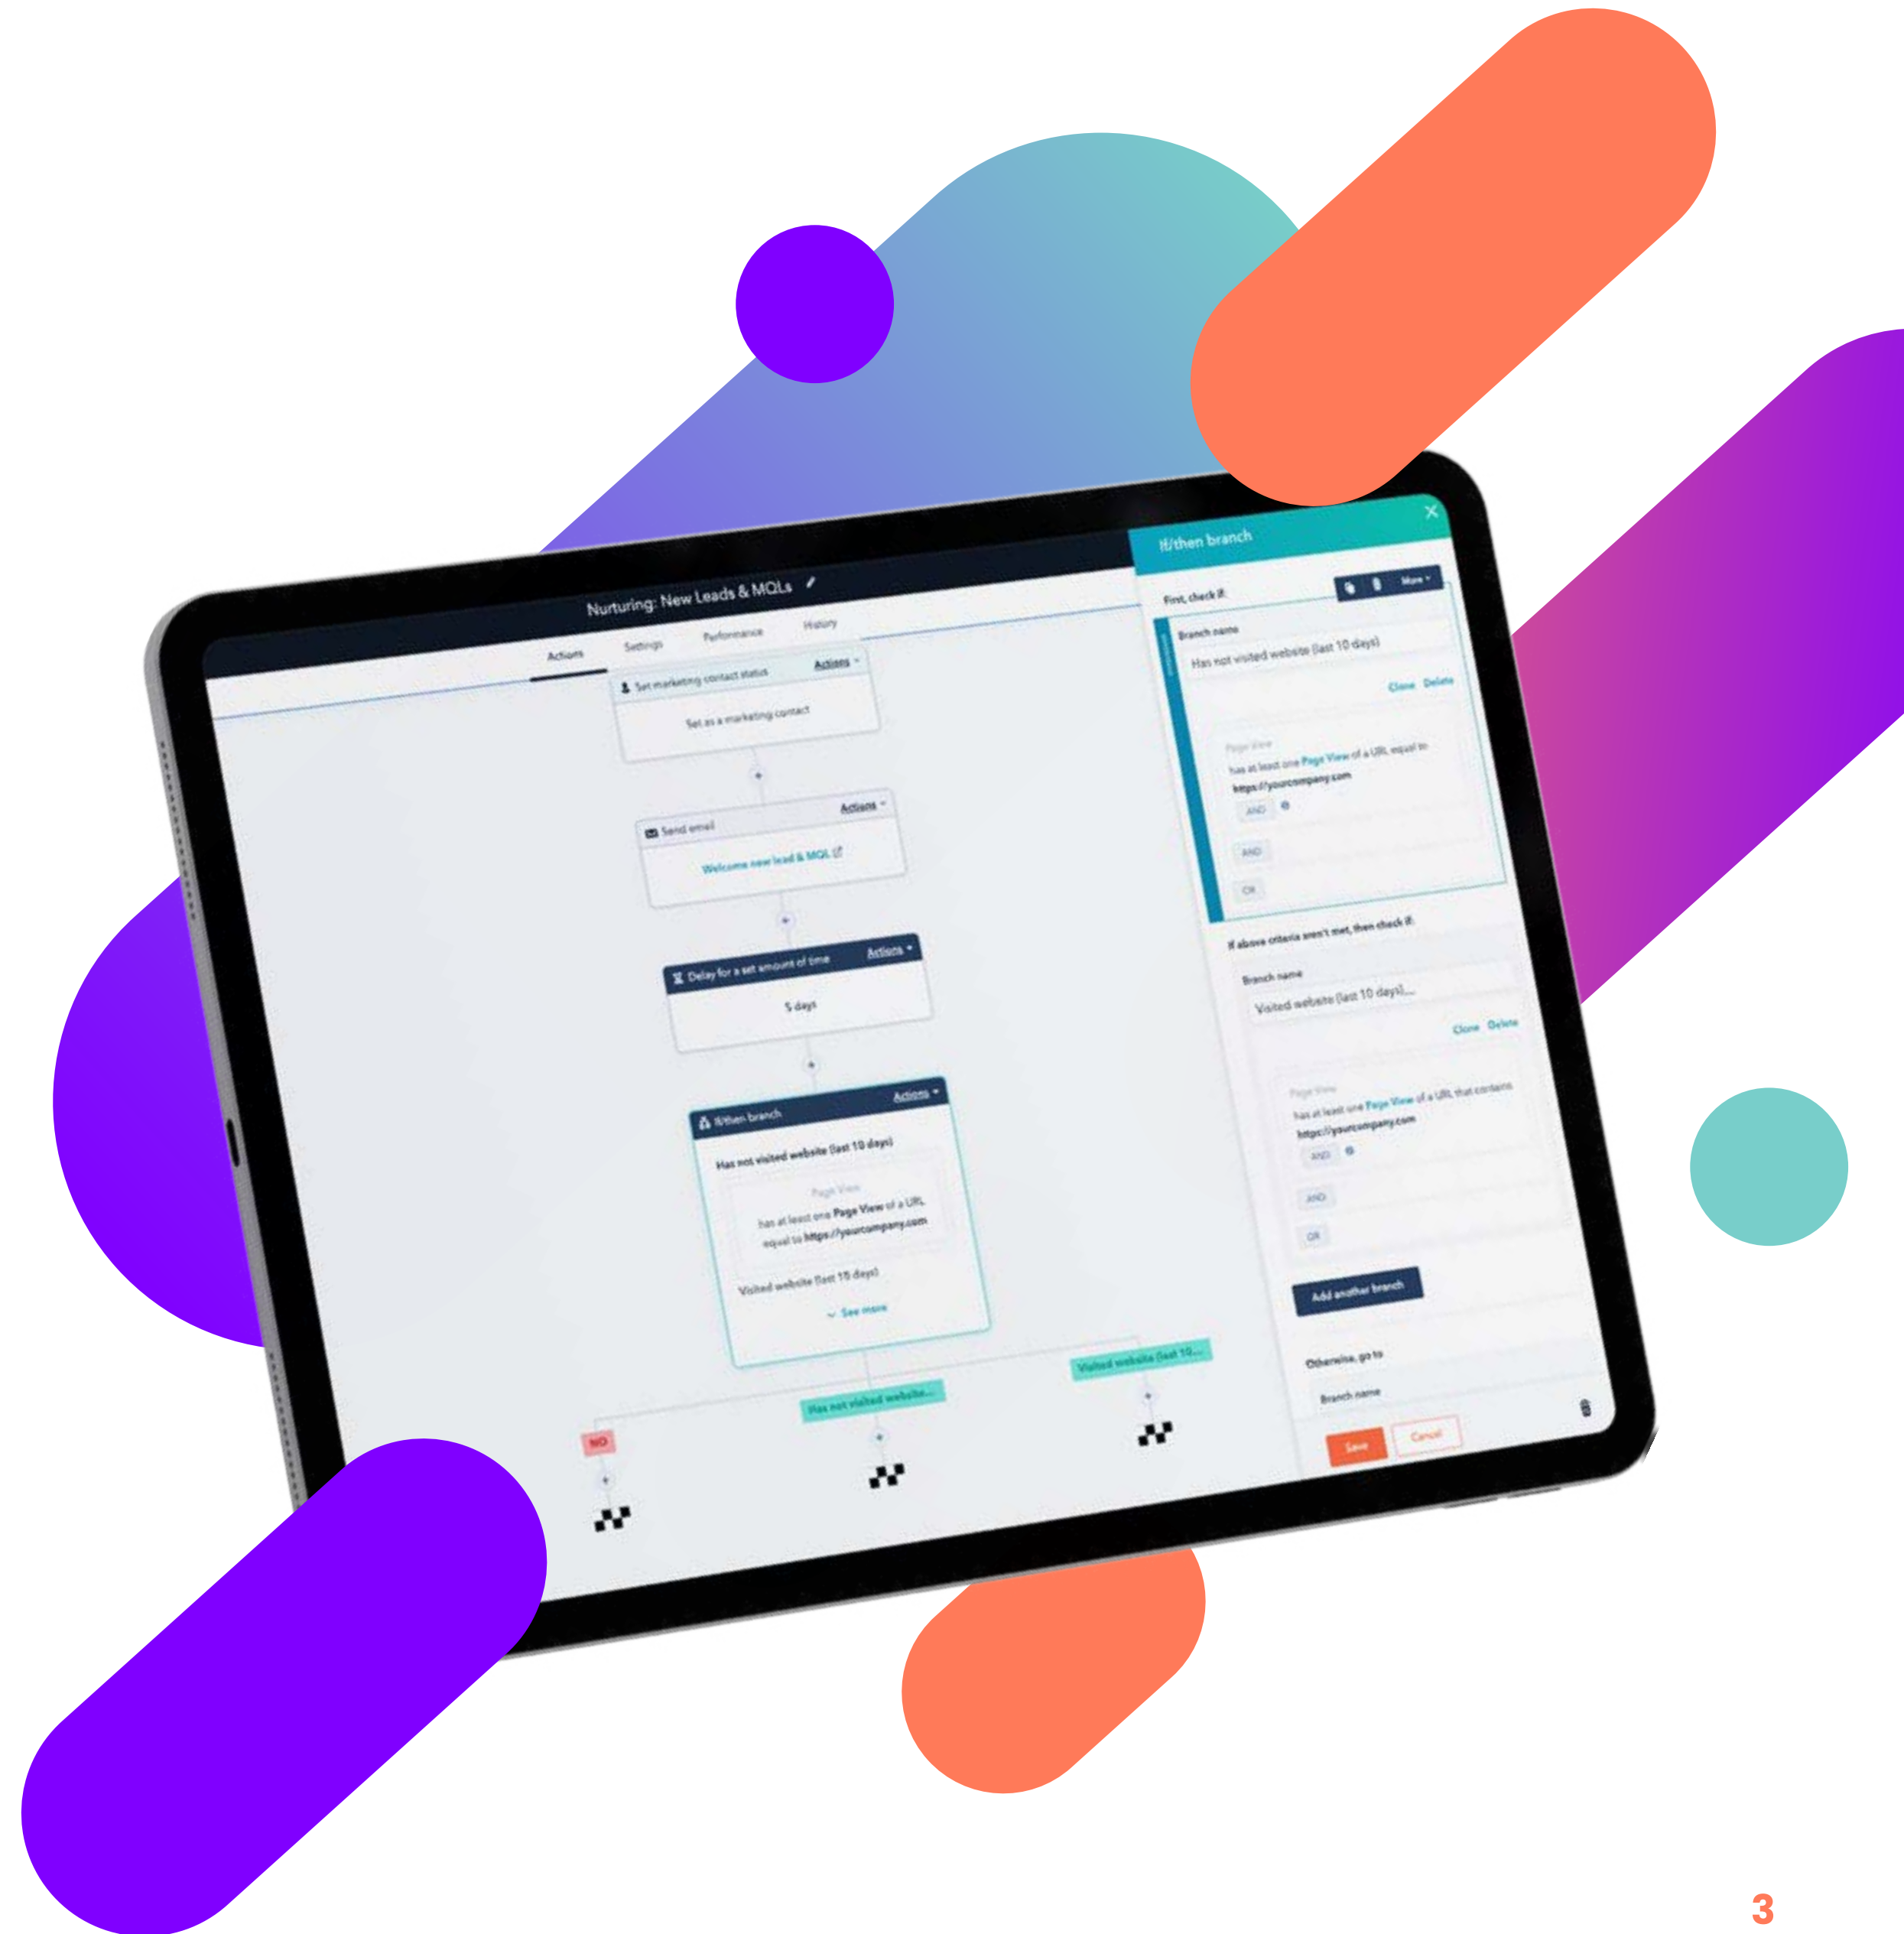 Nurturing: New Leads & MQLs
Actions Settings Performance History
Set marketing contact status Actions
Set as a marketing contact
Send email Actions
Welcome new lead & MQL
Delay for a set amount of time Actions
5 days
If/then branch Actions
Has not visited website (last 10 days)
Page View
has at least one Page View of a URL
equal to https://yourcompany.com
Visited website (last 10 days)
See more
NO
Has not visited website...
Visited website (last 10...
If/then branch
First, check if:
More
Branch name
Has not visited website (last 10 days)
Clone Delete
Page View
has at least one Page View of a URL equal to
https://yourcompany.com
AND
AND
OR
If above criteria aren't met, then check if:
Branch name
Visited website (last 10 days)...
Clone Delete
Page View
has at least one Page View of a URL that contains
https://yourcompany.com
AND
AND
OR
Add another branch
Otherwise, go to
Branch name
Save Cancel
3